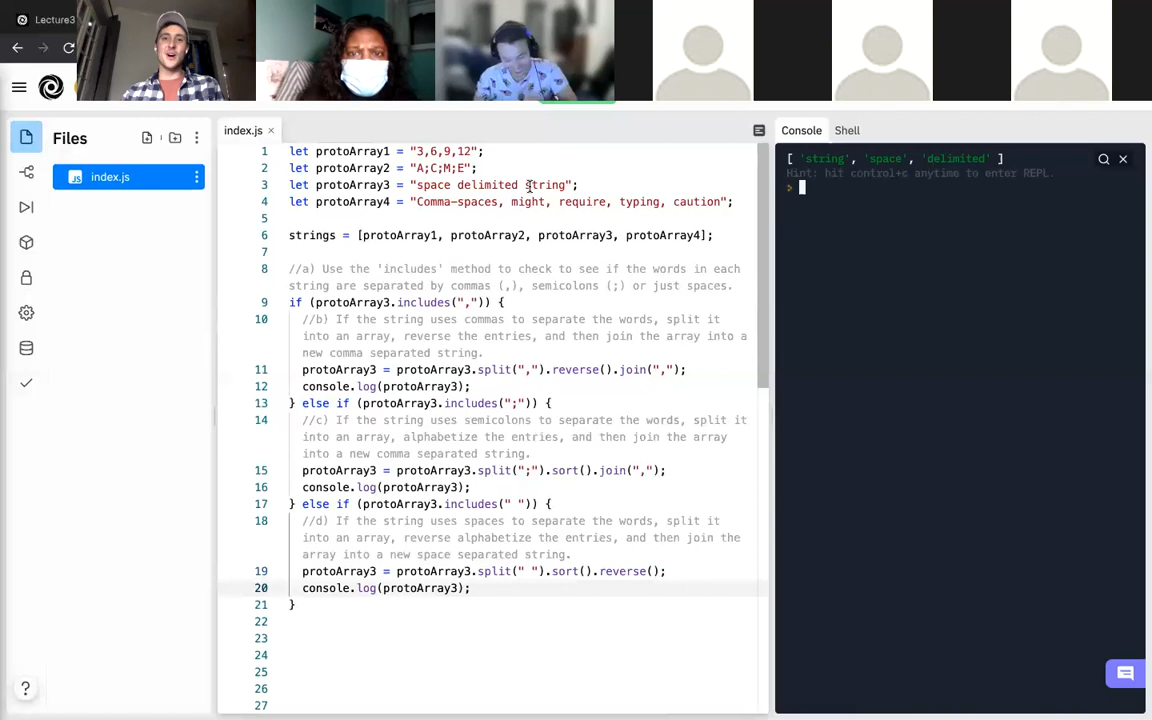 Lecture3
Files
index.js
index.js ×
1 let protoArray1 = "3,6,9,12";
2 let protoArray2 = "A;C;M;E";
3 let protoArray3 = "space delimited string";
4 let protoArray4 = "Comma-spaces, might, require, typing, caution";
5
6 strings = [protoArray1, protoArray2, protoArray3, protoArray4];
7
8 //a) Use the 'includes' method to check to see if the words in each
string are separated by commas (,), semicolons (;) or just spaces.
9 if (protoArray3.includes(",")) {
10 //b) If the string uses commas to separate the words, split it
into an array, reverse the entries, and then join the array into a
new comma separated string.
11 protoArray3 = protoArray3.split(",").reverse().join(",");
12 console.log(protoArray3);
13 } else if (protoArray3.includes(";")) {
14 //c) If the string uses semicolons to separate the words, split it
into an array, alphabetize the entries, and then join the array
into a new comma separated string.
15 protoArray3 = protoArray3.split(";").sort().join(",");
16 console.log(protoArray3);
17 } else if (protoArray3.includes(" ")) {
18 //d) If the string uses spaces to separate the words, split it
into an array, reverse alphabetize the entries, and then join the
array into a new space separated string.
19 protoArray3 = protoArray3.split(" ").sort().reverse();
20 console.log(protoArray3);
21 }
22
23
24
25
26
27
Console Shell
[ 'string', 'space', 'delimited' ]
Hint: hit control+c anytime to enter REPL.
>
?